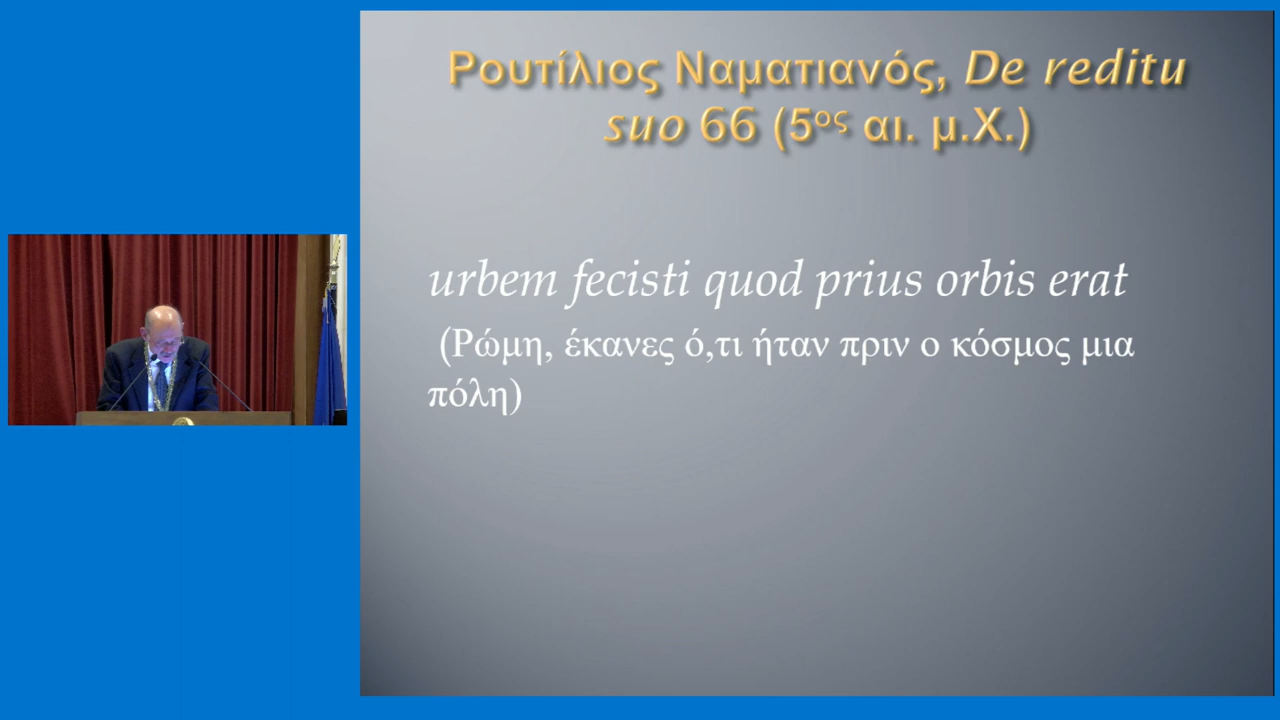 Ρουτίλιος Ναματιανός, De reditu
suo 66 (5ος αι. μ.Χ.)
urbem fecisti quod prius orbis erat
(Ρώμη, έκανες ό,τι ήταν πριν ο κόσμος μια
πόλη)